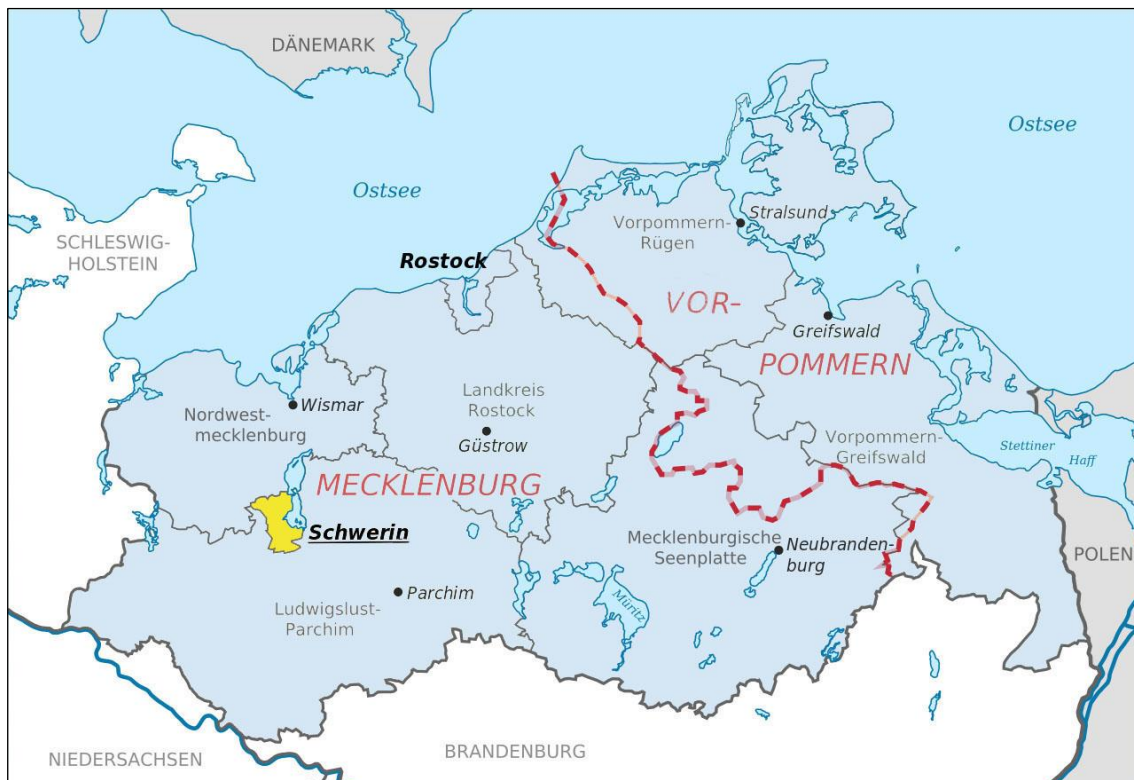 DÄNEMARK
Ostsee
Ostsee
SCHLESWIG-
HOLSTEIN
Stralsund
Vorpommern-
Rügen
Rostock
VOR-
Greifswald
POMMERN
Landkreis
Rostock
Wismar
Nordwest-
mecklenburg
Güstrow
Stettiner
Haff
Vorpommern-
Greifswald
MECKLENBURG
Schwerin
Mecklenburgische
Seenplatte
Neubranden-
burg
POLEN
Parchim
Ludwigslust-
Parchim
Müritz
BRANDENBURG
NIEDERSACHSEN